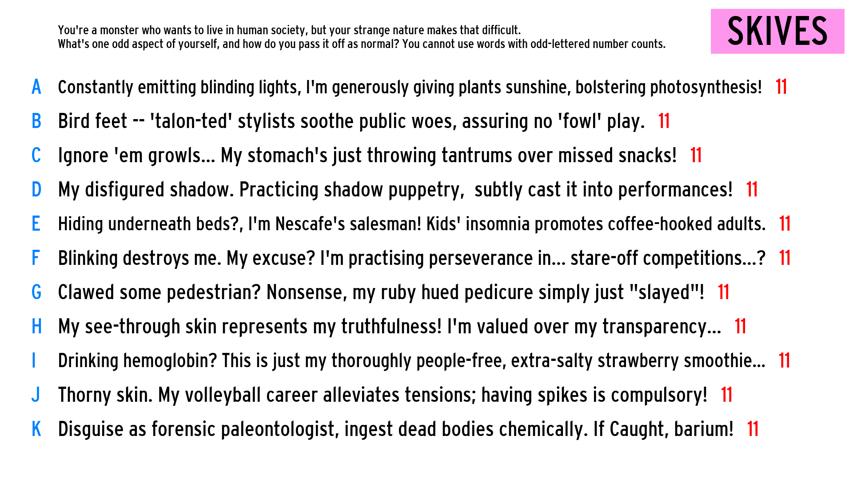 You're a monster who wants to live in human society, but your strange nature makes that difficult.
What's one odd aspect of yourself, and how do you pass it off as normal? You cannot use words with odd-lettered number counts.
SKIVES
A Constantly emitting blinding lights, I'm generously giving plants sunshine, bolstering photosynthesis! 11
B Bird feet -- 'talon-ted' stylists soothe public woes, assuring no 'fowl' play. 11
C Ignore 'em growls... My stomach's just throwing tantrums over missed snacks! 11
D My disfigured shadow. Practicing shadow puppetry,  subtly cast it into performances! 11
E Hiding underneath beds?, I'm Nescafe's salesman! Kids' insomnia promotes coffee-hooked adults. 11
F Blinking destroys me. My excuse? I'm practising perseverance in... stare-off competitions...? 11
G Clawed some pedestrian? Nonsense, my ruby hued pedicure simply just "slayed"! 11
H My see-through skin represents my truthfulness! I'm valued over my transparency... 11
I Drinking hemoglobin? This is just my thoroughly people-free, extra-salty strawberry smoothie... 11
J Thorny skin. My volleyball career alleviates tensions; having spikes is compulsory! 11
K Disguise as forensic paleontologist, ingest dead bodies chemically. If Caught, barium! 11